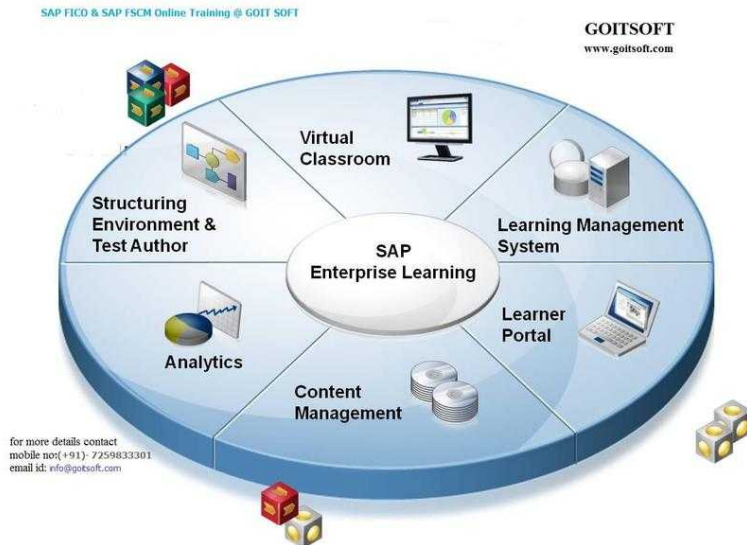 SAP FICO & SAP FSCM Online Training @ GOIT SOFT
GOITSOFT
www.goitsoft.com
Virtual
Classroom
Structuring
Environment &
Test Author
Learning Management
System
SAP
Enterprise Learning
Learner
Portal
Analytics
Content
Management
for more details contact
mobile no:(+91)- 7259833301
email id: info@goitsoft.com